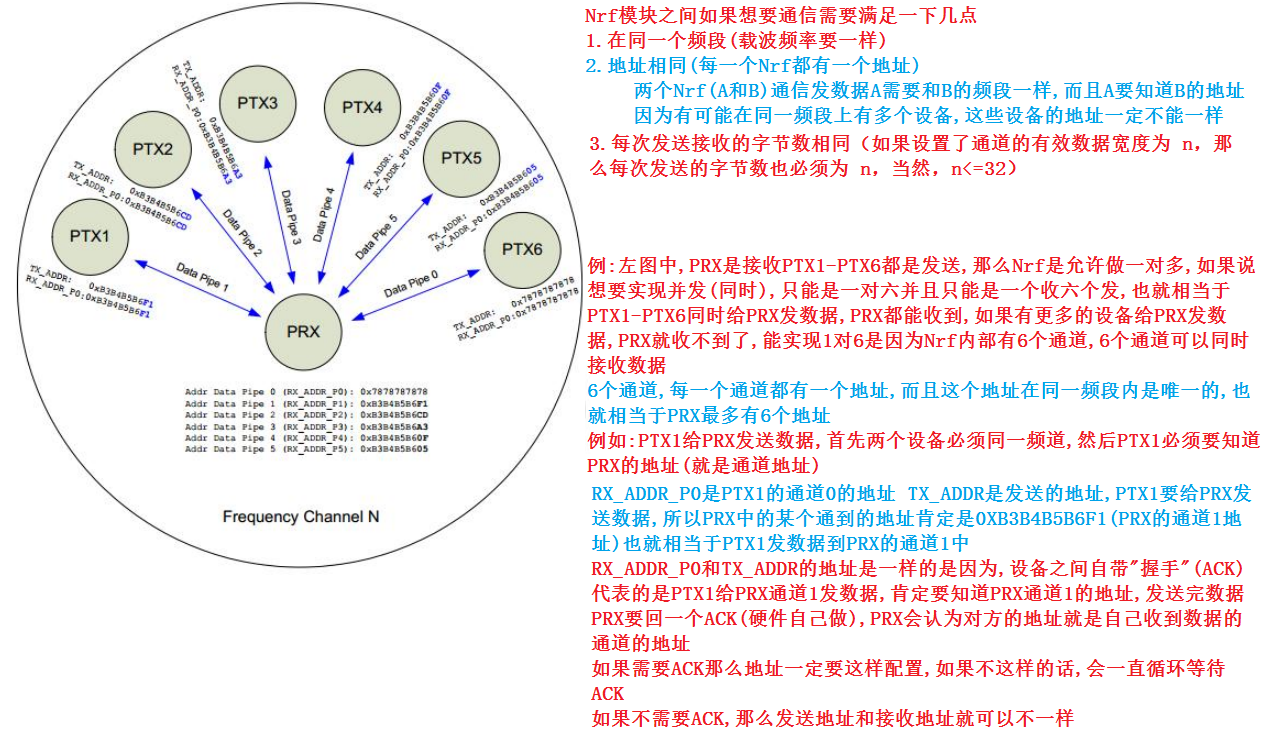 PTX3
TX_ADDR: 0xB3B4B5B6A3
RX_ADDR_P0:0xB3B4B5B6A3
PTX4
TX_ADDR: 0xB3B4B5B60F
RX_ADDR_P0:0xB3B4B5B60F
PTX2
TX_ADDR: 0xB3B4B5B6CD
RX_ADDR_P0:0xB3B4B5B6CD
PTX5
TX_ADDR: 0xB3B4B5B605
RX_ADDR_P0:0xB3B4B5B605
PTX1
TX_ADDR: 0xB3B4B5B6F1
RX_ADDR_P0:0xB3B4B5B6F1
PTX6
TX_ADDR: 0x7878787878
RX_ADDR_P0:0x7878787878
Data Pipe 1
Data Pipe 2
Data Pipe 3
Data Pipe 4
Data Pipe 5
Data Pipe 0
PRX
Addr Data Pipe 0 (RX_ADDR_P0): 0x7878787878
Addr Data Pipe 1 (RX_ADDR_P1): 0xB3B4B5B6F1
Addr Data Pipe 2 (RX_ADDR_P2): 0xB3B4B5B6CD
Addr Data Pipe 3 (RX_ADDR_P3): 0xB3B4B5B6A3
Addr Data Pipe 4 (RX_ADDR_P4): 0xB3B4B5B60F
Addr Data Pipe 5 (RX_ADDR_P5): 0xB3B4B5B605
Frequency Channel N
Nrf模块之间如果想要通信需要满足一下几点
1.在同一个频段(载波频率要一样)
2.地址相同(每一个Nrf都有一个地址)
两个Nrf(A和B)通信发数据A需要和B的频段一样,而且A要知道B的地址
因为有可能在同一频段上有多个设备,这些设备的地址一定不能一样
3.每次发送接收的字节数相同（如果设置了通道的有效数据宽度为 n，那
么每次发送的字节数也必须为 n，当然，n<=32）
例:左图中,PRX是接收PTX1-PTX6都是发送,那么Nrf是允许做一对多,如果说
想要实现并发(同时),只能是一对六并且只能是一个收六个发,也就相当于
PTX1-PTX6同时给PRX发数据,PRX都能收到,如果有更多的设备给PRX发数
据,PRX就收不到了,能实现1对6是因为Nrf内部有6个通道,6个通道可以同时
接收数据
6个通道,每一个通道都有一个地址,而且这个地址在同一频段内是唯一的,也
就相当于PRX最多有6个地址
例如:PTX1给PRX发送数据,首先两个设备必须同一频道,然后PTX1必须要知道
PRX的地址(就是通道地址)
RX_ADDR_P0是PTX1的通道0的地址 TX_ADDR是发送的地址,PTX1要给PRX发
送数据,所以PRX中的某个通到的地址肯定是0XB3B4B5B6F1(PRX的通道1地
址)也就相当于PTX1发数据到PRX的通道1中
RX_ADDR_P0和TX_ADDR的地址是一样的是因为,设备之间自带"握手"(ACK)
代表的是PTX1给PRX通道1发数据,肯定要知道PRX通道1的地址,发送完数据
PRX要回一个ACK(硬件自己做),PRX会认为对方的地址就是自己收到数据的
通道的地址
如果需要ACK那么地址一定要这样配置,如果不这样的话,会一直循环等待
ACK
如果不需要ACK,那么发送地址和接收地址就可以不一样